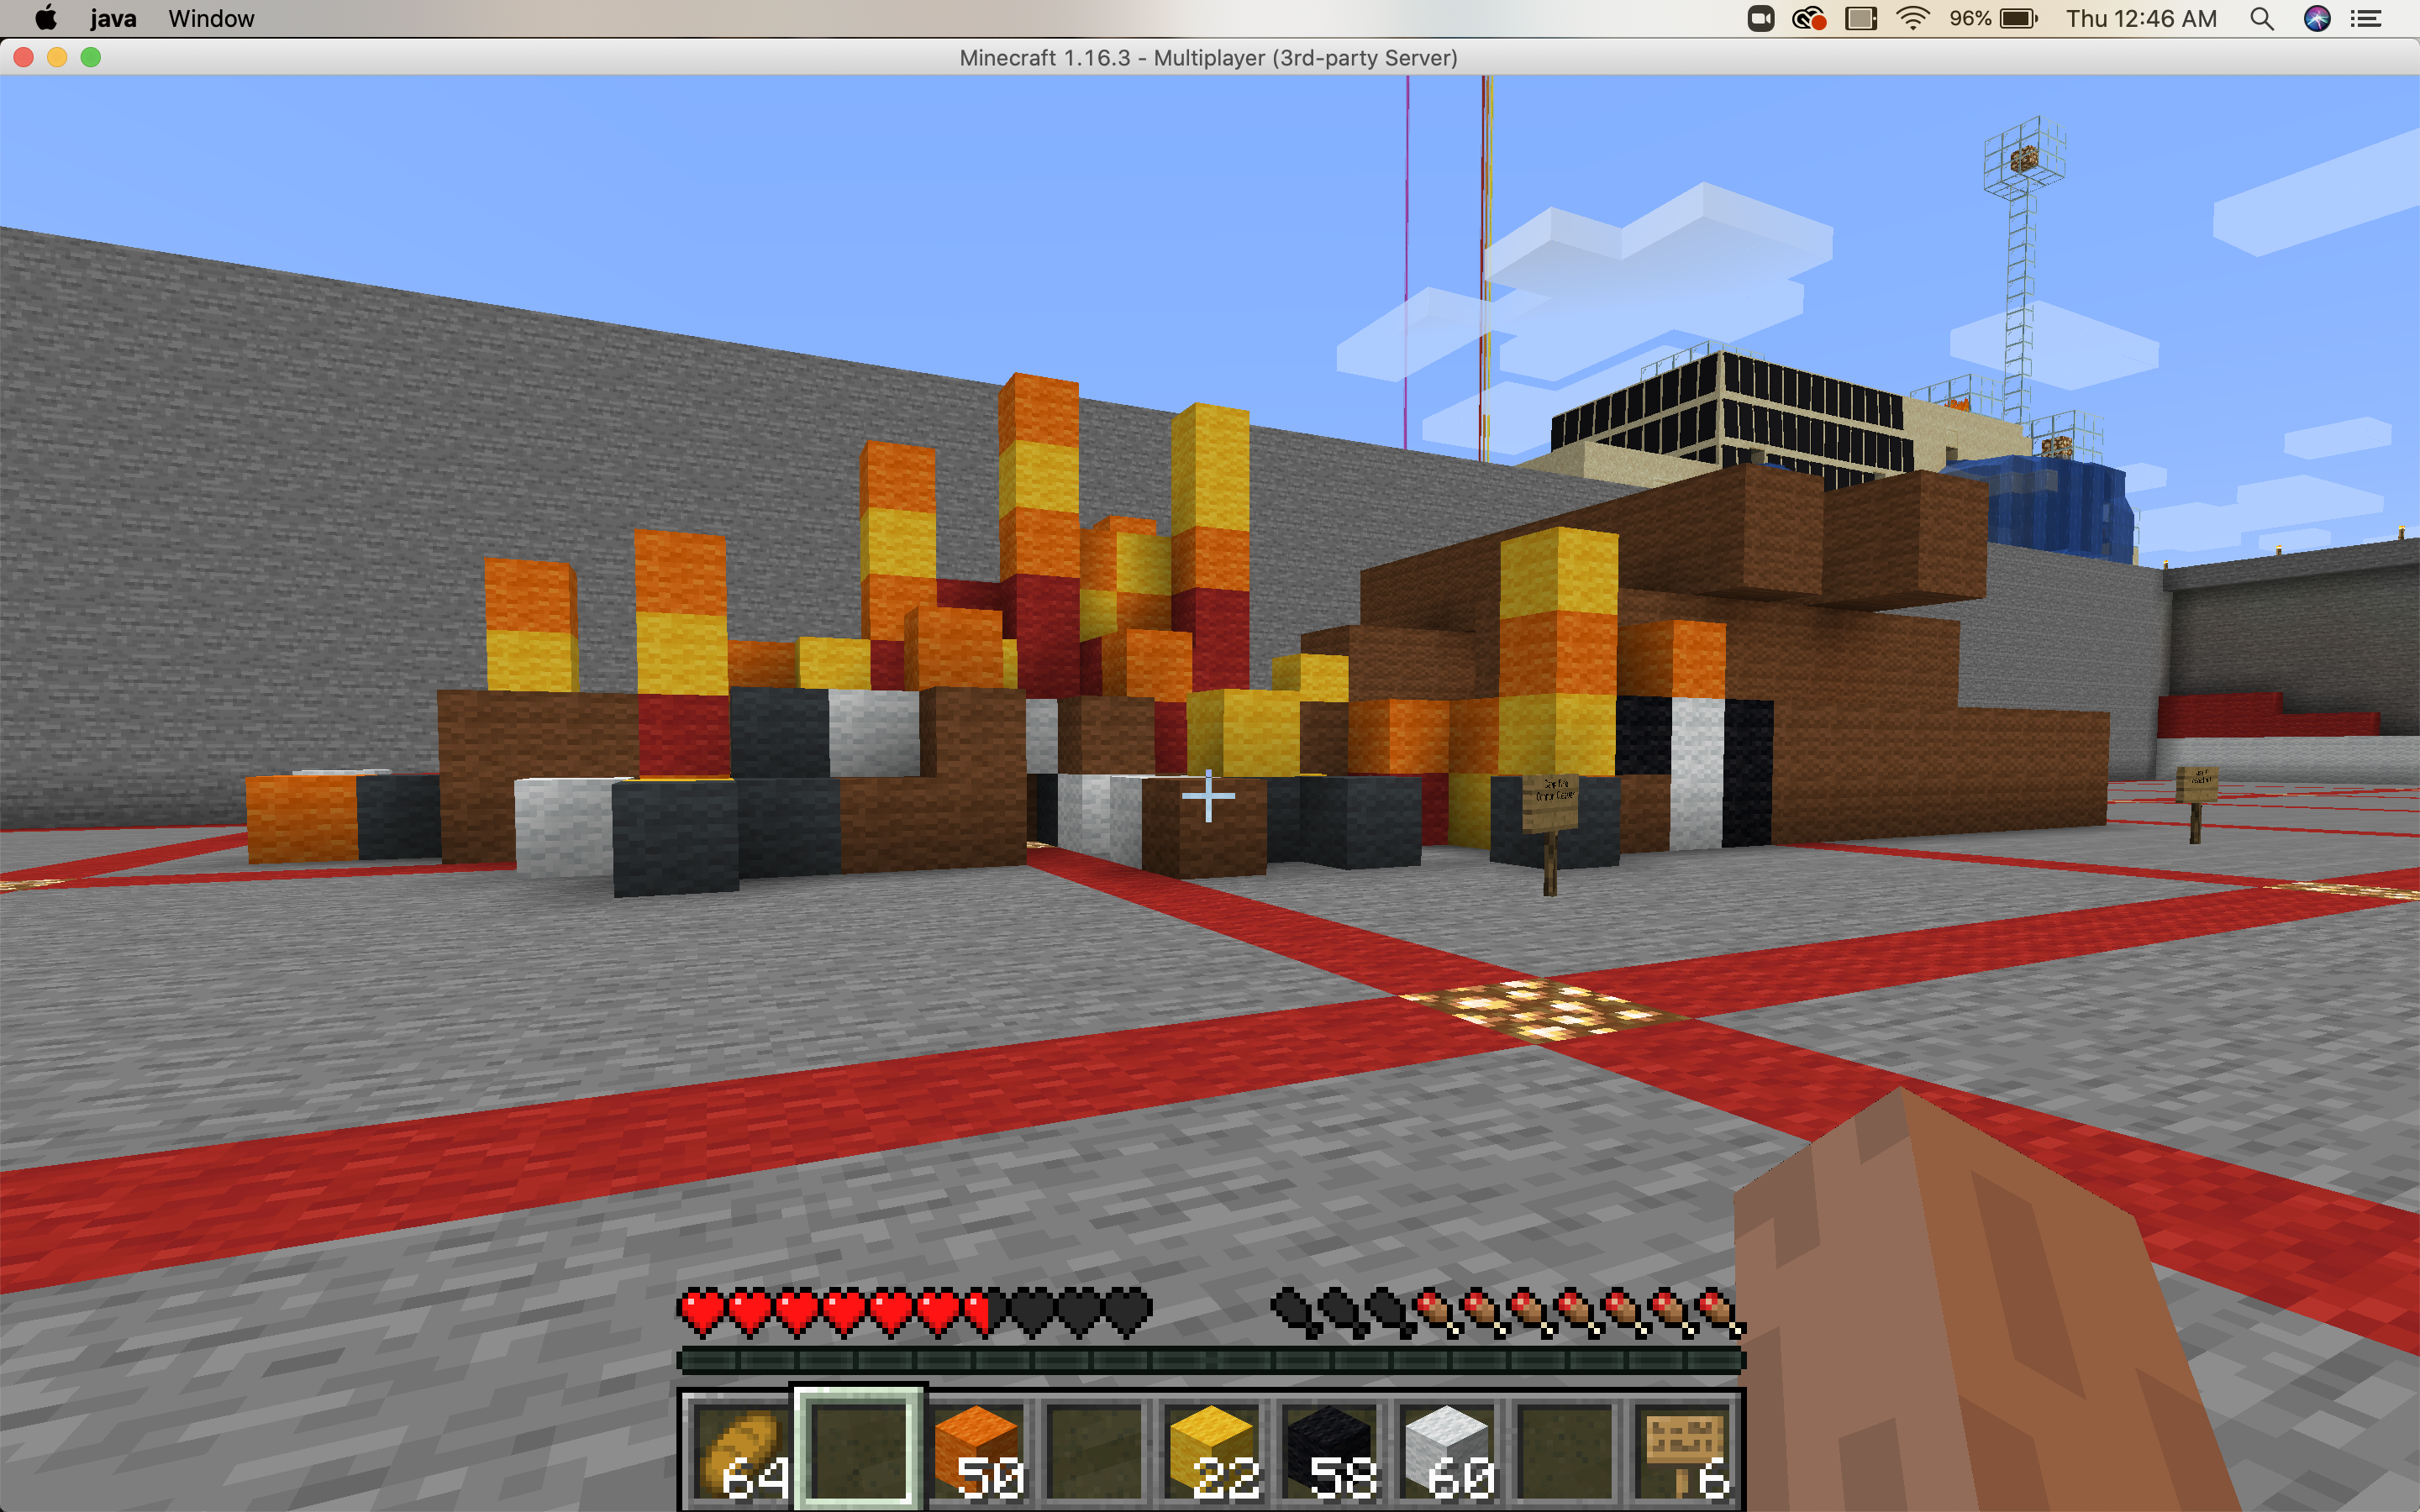 java Window 96% Thu 12:46 AM
Minecraft 1.16.3 - Multiplayer (3rd-party Server)
64 50 22 58 60 6